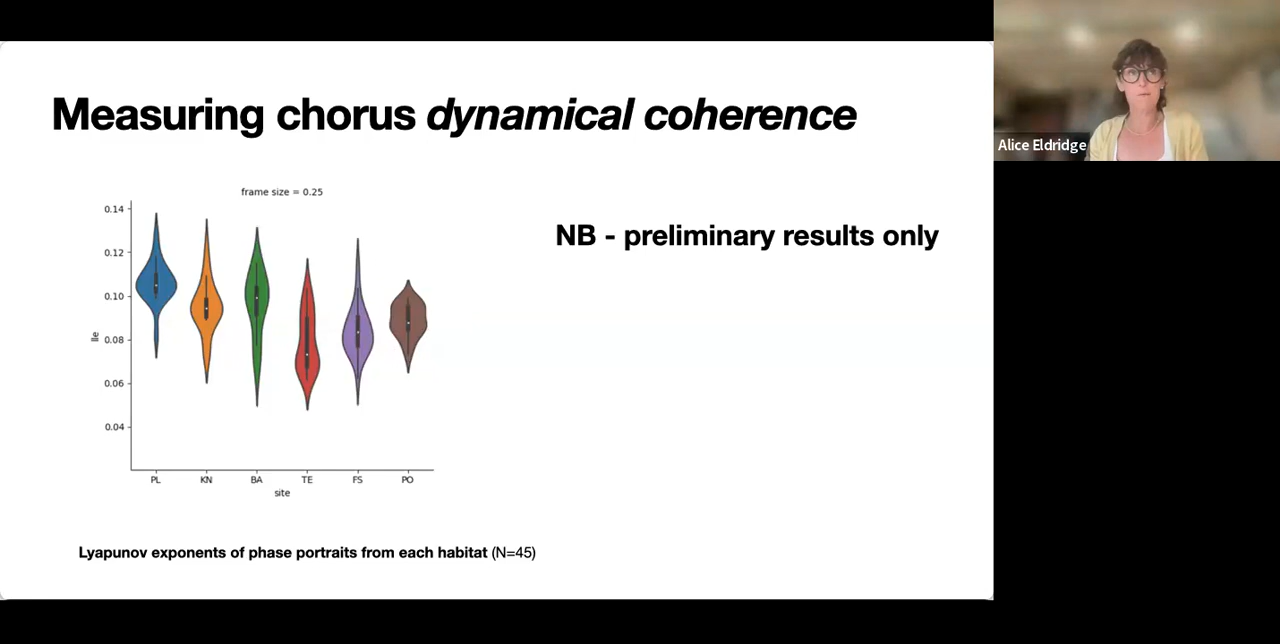 Measuring chorus dynamical coherence
Alice Eldridge
frame size = 0.25
NB - preliminary results only
0.14
0.12
0.10
0.08
0.06
0.04
lle
PL KN BA TE FS PO
site
Lyapunov exponents of phase portraits from each habitat (N=45)